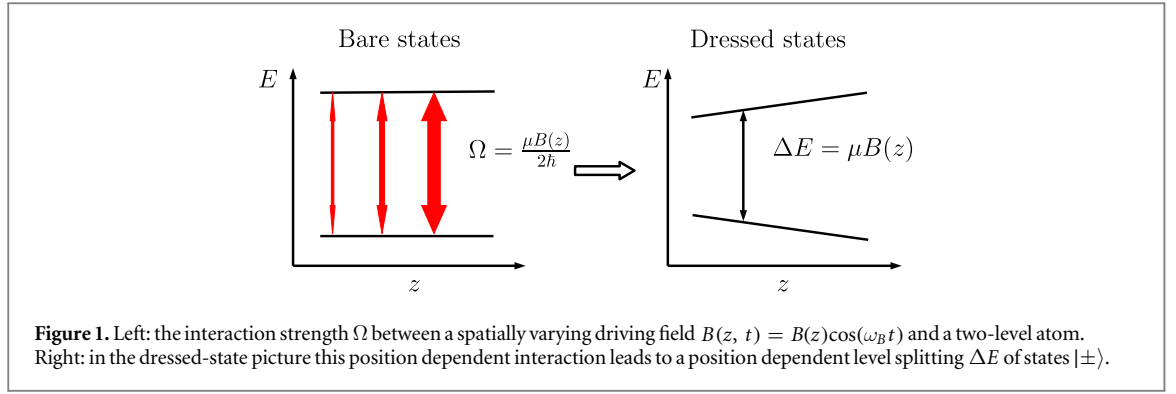 Bare states
Dressed states
E
Ω = μB(z)/2ħ
z
E
ΔE = μB(z)
z
Figure 1. Left: the interaction strength Ω between a spatially varying driving field B(z, t) = B(z)cos(ω_B t) and a two-level atom.
Right: in the dressed-state picture this position dependent interaction leads to a position dependent level splitting ΔE of states |±⟩.